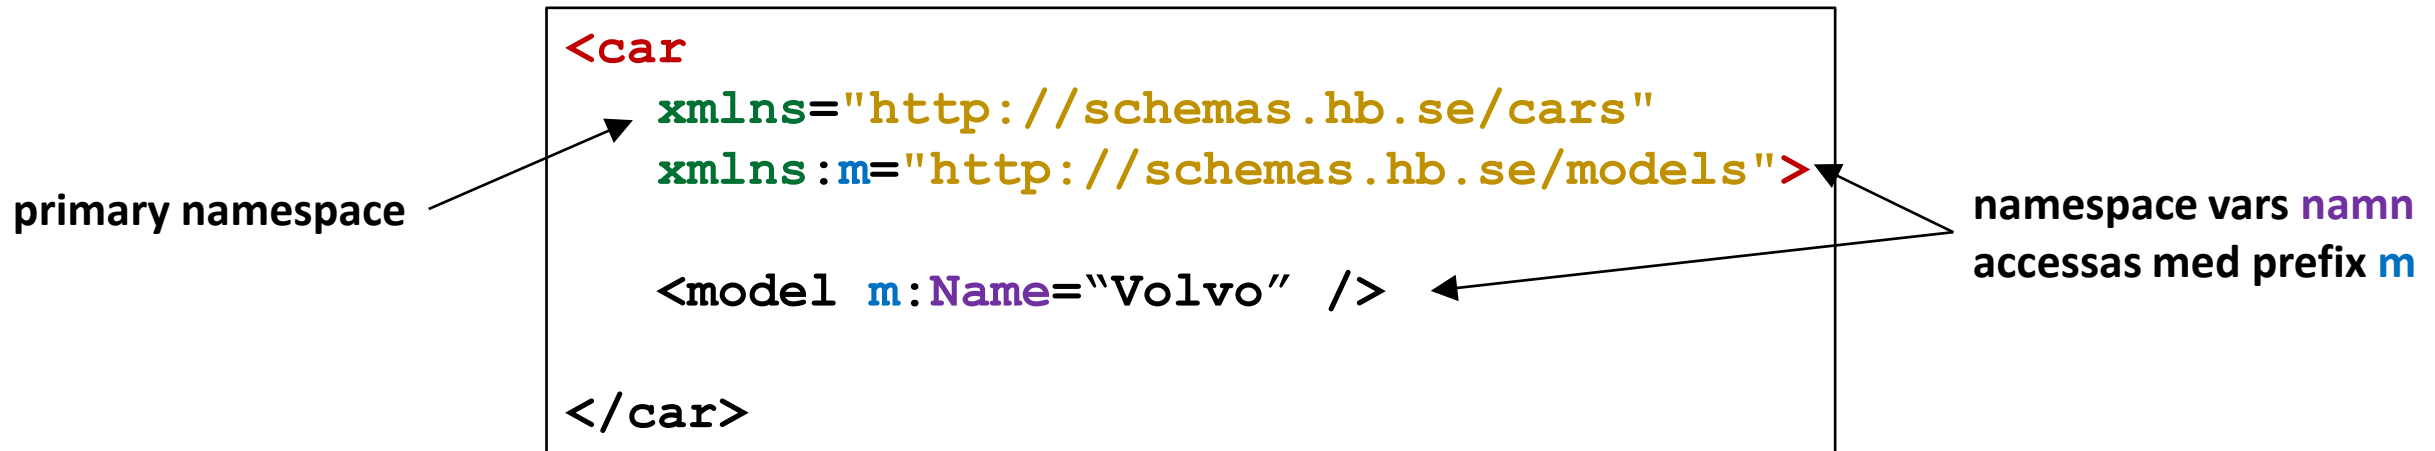 <car
xmlns="http://schemas.hb.se/cars"
xmlns:m="http://schemas.hb.se/models">
primary namespace
namespace vars namn
accessas med prefix m
<model m:Name=“Volvo” />
</car>